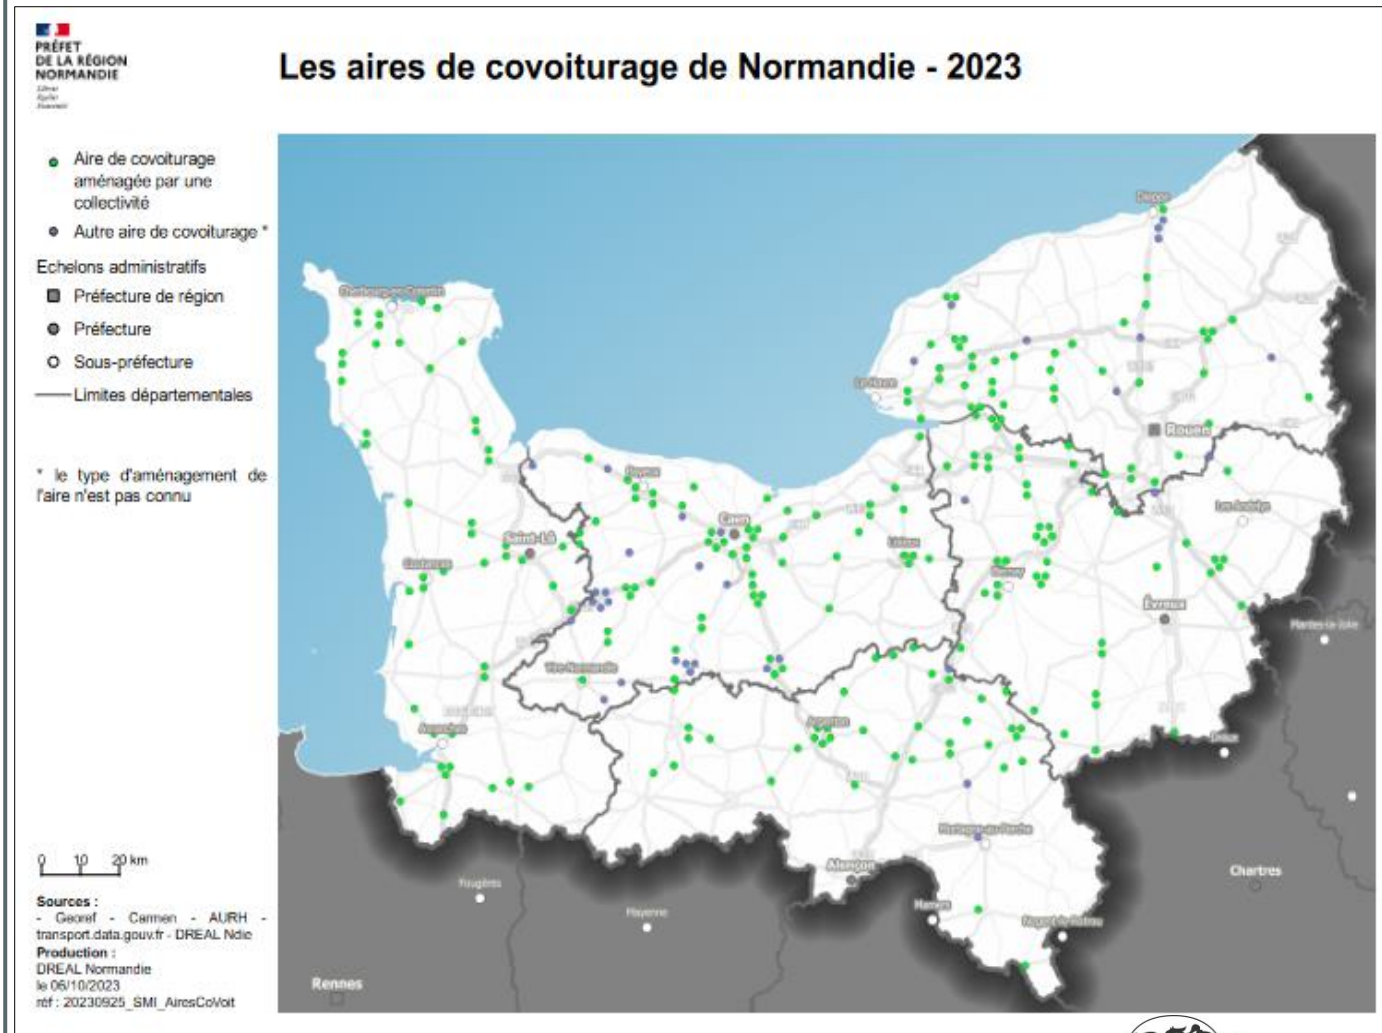 PRÉFET
DE LA RÉGION
NORMANDIE
Liberté
Égalité
Fraternité
Les aires de covoiturage de Normandie - 2023
Aire de covoiturage
aménagée par une
collectivité
Autre aire de covoiturage *
Echelons administratifs
Préfecture de région
Préfecture
Sous-préfecture
Limites départementales
* le type d'aménagement de
l'aire n'est pas connu
Dieppe
Cherbourg-en-Cotentin
Le Havre
Rouen
Bayeux
Les Andelys
Caen
Saint-Lô
Lisieux
Coutances
Bernay
Évreux
Mantes-la-Jolie
Vire-Normandie
Avranches
Argentan
Dreux
Mortagne-au-Perche
Alençon
Chartres
Fougères
Mayenne
Mamers
Nogent-le-Rotrou
Rennes
0 10 20 km
Sources :
- Georef - Carmen - AURH -
transport.data.gouv.fr - DREAL Ndie
Production :
DREAL Normandie
le 06/10/2023
réf : 20230925_SMI_AiresCoVoit